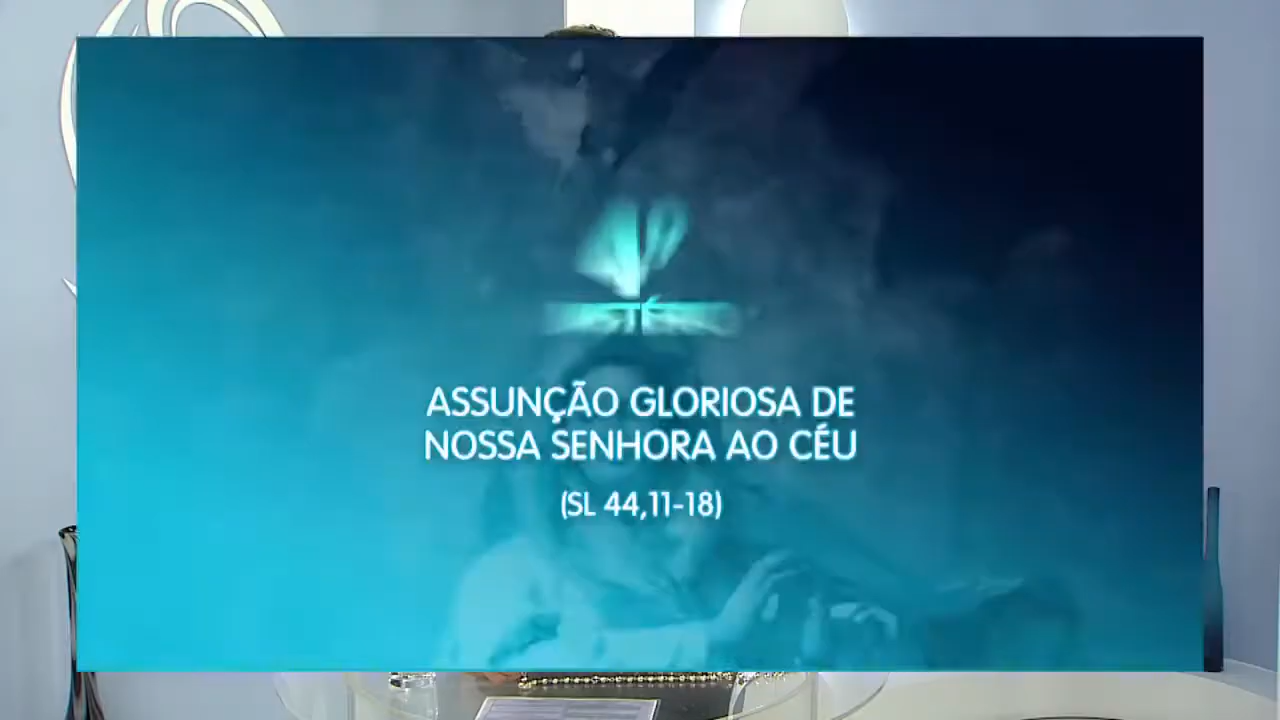 ASSUNÇÃO GLORIOSA DE
NOSSA SENHORA AO CÉU
(SL 44,11-18)